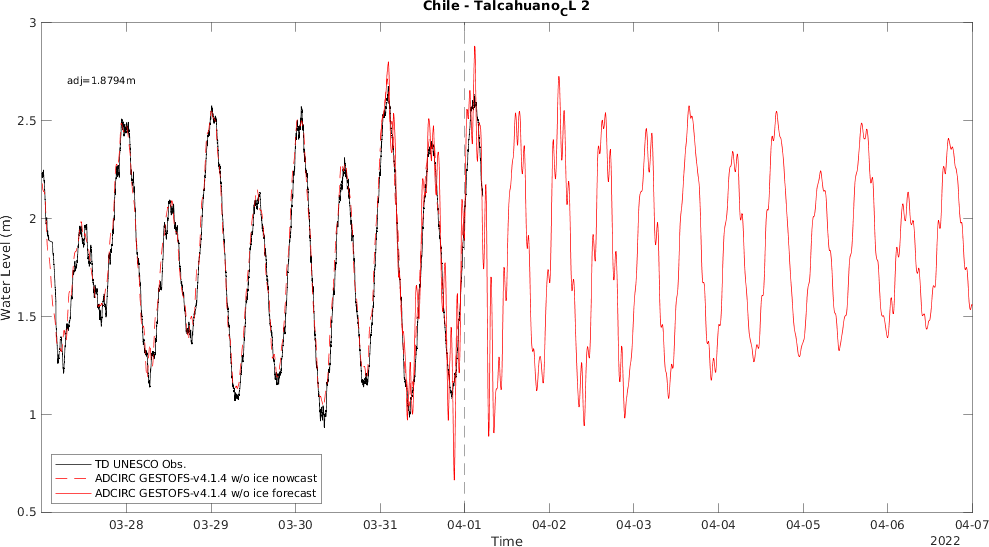 Chile - Talcahuano_CL 2
3
2.5
2
1.5
1
0.5
Water Level (m)
adj=1.8794m
TD UNESCO Obs.
ADCIRC GESTOFS-v4.1.4 w/o ice nowcast
ADCIRC GESTOFS-v4.1.4 w/o ice forecast
03-28 03-29 03-30 03-31 04-01 04-02 04-03 04-04 04-05 04-06 04-07
Time
2022